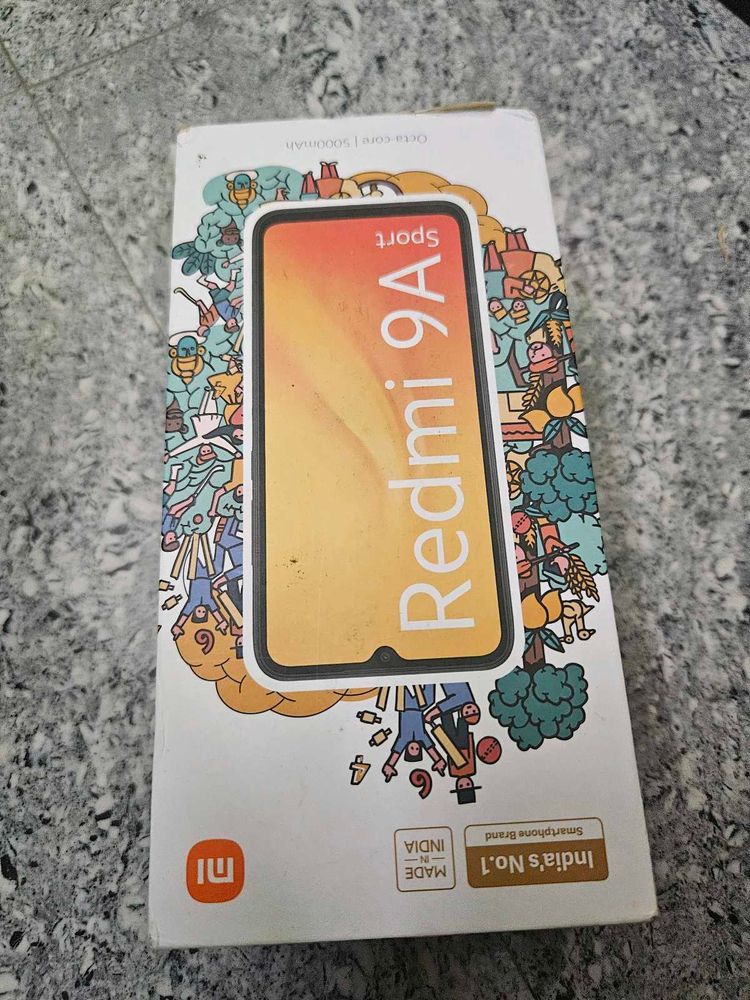 mi
MADE
IN
INDIA
India's No.1
Smartphone Brand
Redmi 9A
Sport
Octa-core | 5000mAh